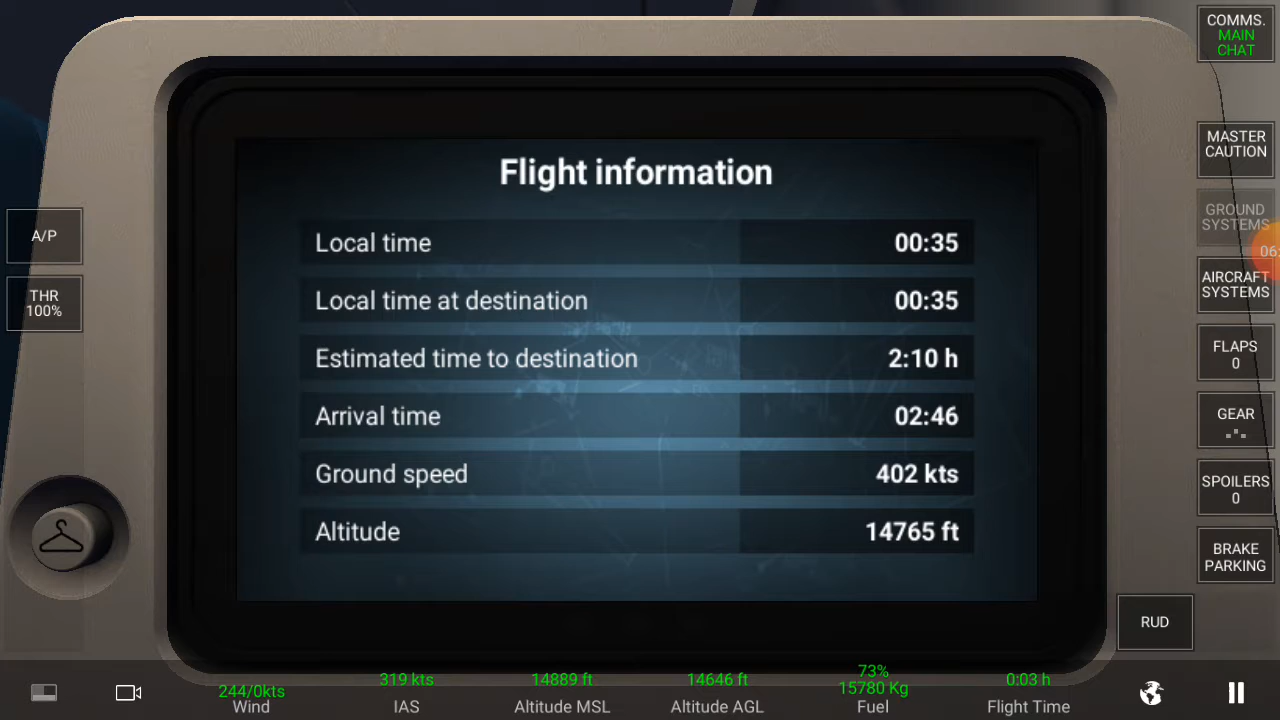 COMMS.
MAIN
CHAT
Flight information
MASTER
CAUTION
GROUND
SYSTEMS
Local time 00:35
A/P
06:
AIRCRAFT
SYSTEMS
Local time at destination 00:35
THR
100%
Estimated time to destination 2:10 h
FLAPS
0
Arrival time 02:46
GEAR
Ground speed 402 kts
SPOILERS
0
Altitude 14765 ft
BRAKE
PARKING
RUD
244/0kts
Wind
319 kts
IAS
14889 ft
Altitude MSL
14646 ft
Altitude AGL
73%
15780 Kg
Fuel
0:03 h
Flight Time